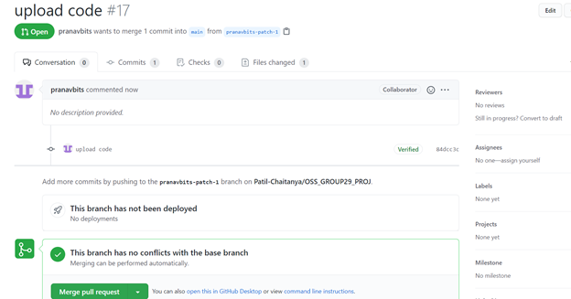 upload code #17
Edit
Open pranavbits wants to merge 1 commit into main from pranavbits-patch-1
Conversation 0 Commits 1 Checks 0 Files changed 1
pranavbits commented now Collaborator
No description provided.
upload code Verified 84dcc3c
Add more commits by pushing to the pranavbits-patch-1 branch on Patil-Chaitanya/OSS_GROUP29_PROJ.
This branch has not been deployed
No deployments
This branch has no conflicts with the base branch
Merging can be performed automatically.
Merge pull request You can also open this in GitHub Desktop or view command line instructions.
Reviewers
No reviews
Still in progress? Convert to draft
Assignees
No one—assign yourself
Labels
None yet
Projects
None yet
Milestone
No milestone